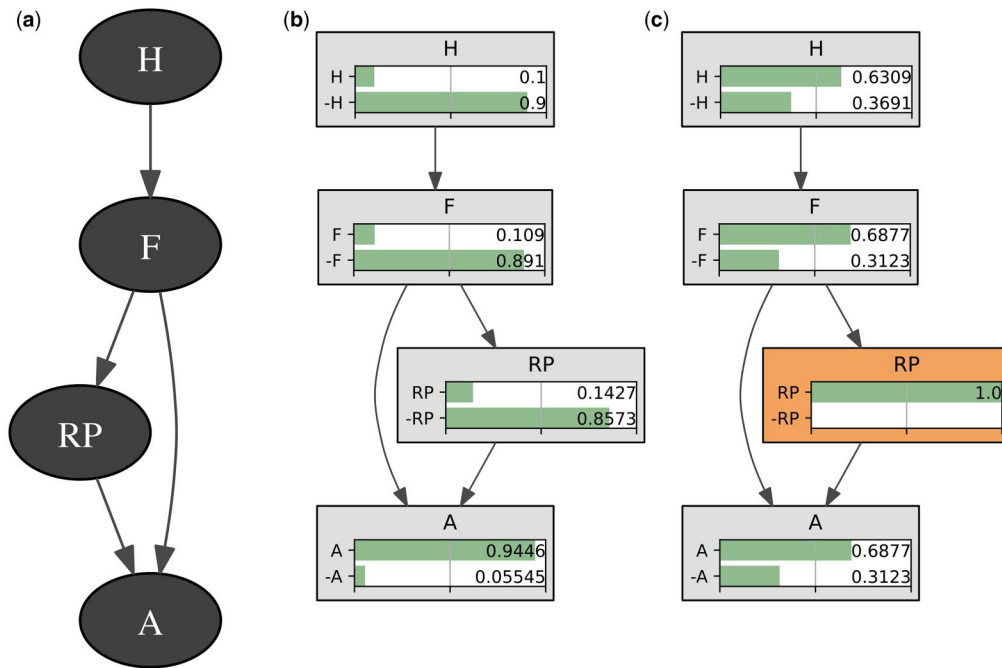 (a)
H
F
RP
A
(b)
H
H 0.1
-H 0.9
F
F 0.109
-F 0.891
RP
RP 0.1427
-RP 0.8573
A
A 0.9446
-A 0.05545
(c)
H
H 0.6309
-H 0.3691
F
F 0.6877
-F 0.3123
RP
RP 1.0
-RP
A
A 0.6877
-A 0.3123